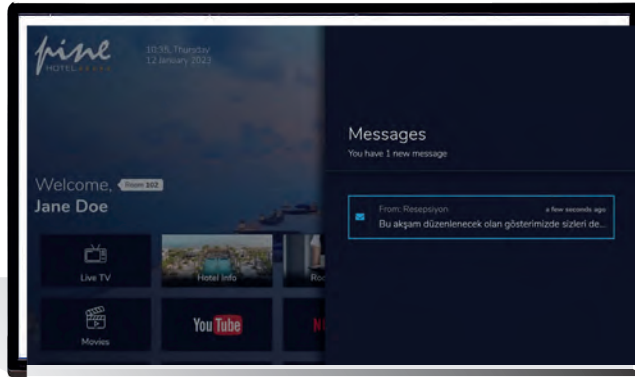 pine
HOTEL ★★★★★
10:35, Thursday
12 January 2023
Messages
You have 1 new message
Welcome,
Room 102
Jane Doe
From: Resepsiyon
a few seconds ago
Bu akşam düzenlenecek olan gösterimizde sizleri de...
Live TV
Hotel Info
Movies
YouTube